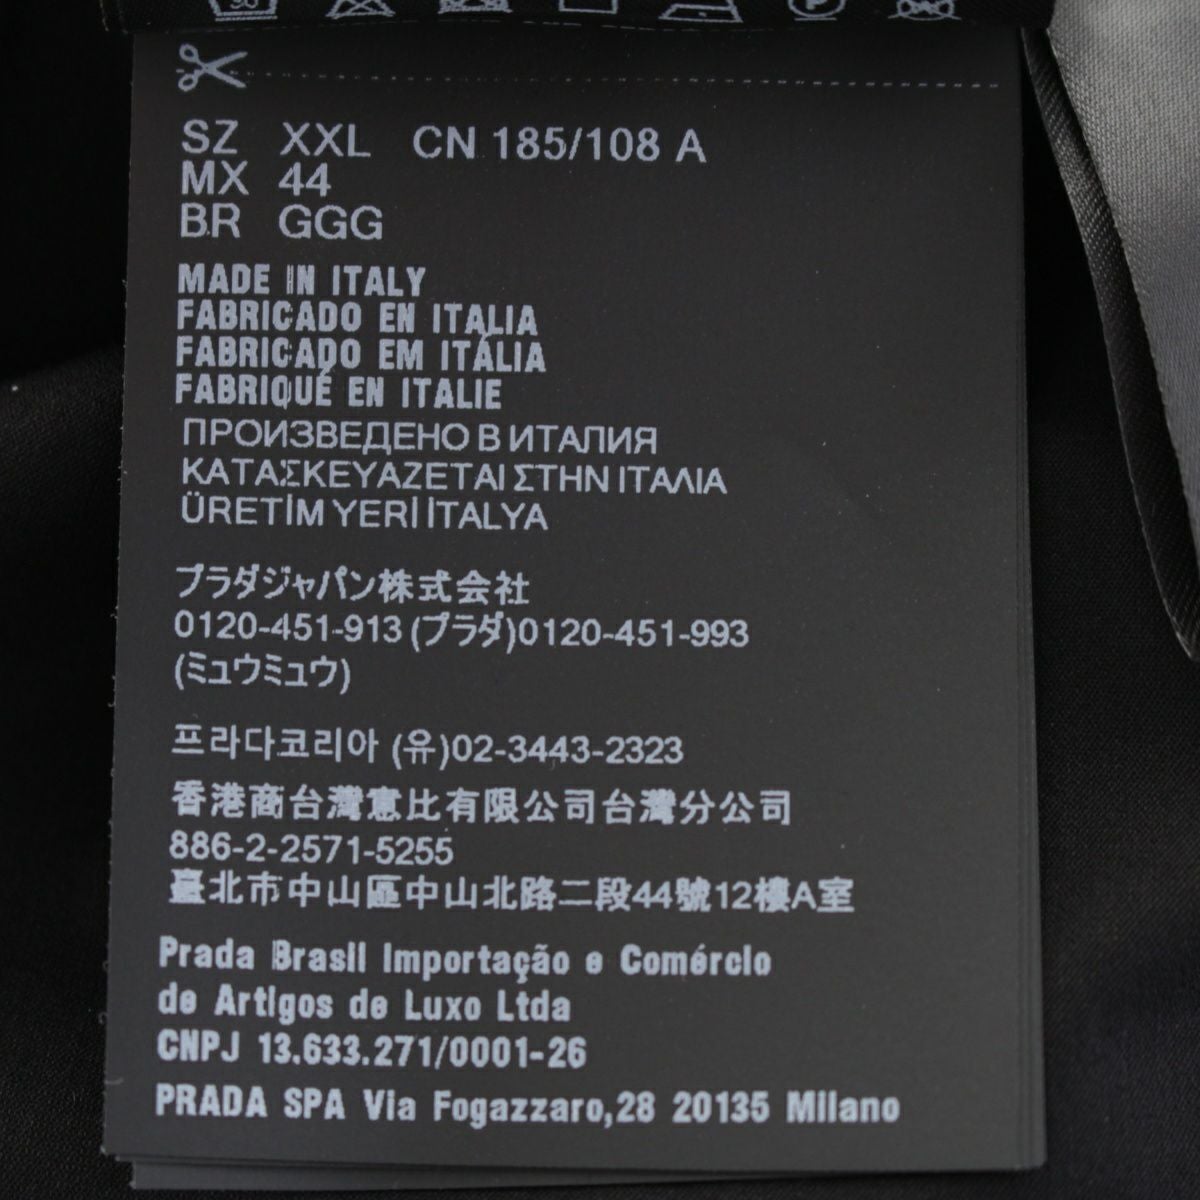 30
P
SZ XXL CN 185/108 A
MX 44
BR GGG
MADE IN ITALY
FABRICADO EN ITALIA
FABRICADO EM ITÁLIA
FABRIQUÉ EN ITALIE
ПРОИЗВЕДЕНО В ИТАЛИЯ
ΚΑΤΑΣΚΕΥΑΖΕΤΑΙ ΣΤΗΝ ΙΤΑΛΙΑ
ÜRETİM YERİ İTALYA
プラダジャパン株式会社
0120-451-913 (プラダ)0120-451-993
(ミュウミュウ)
프라다코리아 (유)02-3443-2323
香港商台灣意比有限公司台灣分公司
886-2-2571-5255
臺北市中山區中山北路二段44號12樓A室
Prada Brasil Importação e Comércio
de Artigos de Luxo Ltda
CNPJ 13.633.271/0001-26
PRADA SPA Via Fogazzaro,28 20135 Milano